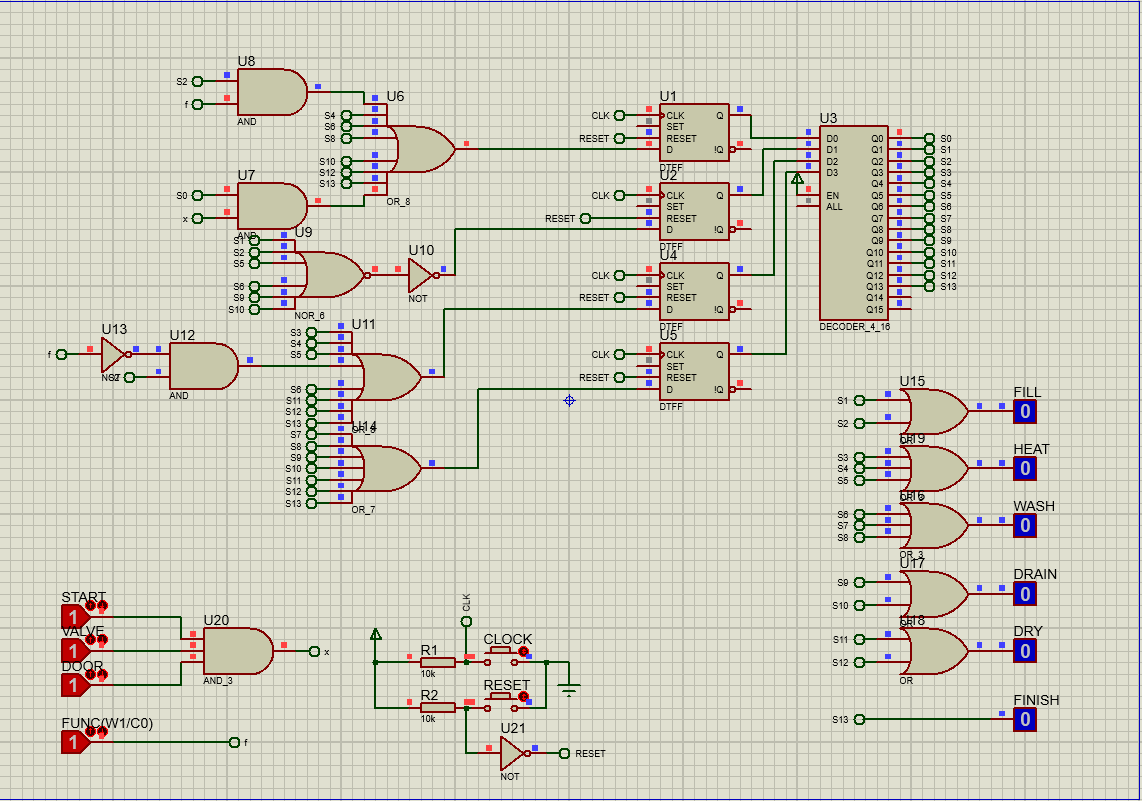 U8
S2
f
AND
U6
S4
S6
S8
S10
S12
S13
OR_8
U7
S0
x
AND
U9
S1
S2
S5
S6
S9
S10
NOR_6
U10
NOT
U13
f
NOT
S2
U12
AND
U11
S3
S4
S5
S6
S11
S12
S13
U14
S7
S8
S9
S10
S11
S12
S13
OR_7
U1
CLK
CLK Q
SET
RESET
RESET
D !Q
DTFF
U2
CLK
CLK Q
SET
RESET
RESET
D !Q
DTFF
U4
CLK
CLK Q
SET
RESET
RESET
D !Q
DTFF
U5
CLK
CLK Q
SET
RESET
RESET
D !Q
DTFF
U3
D0 Q0 S0
D1 Q1 S1
D2 Q2 S2
D3 Q3 S3
Q4 S4
EN Q5 S5
ALL Q6 S6
Q7 S7
Q8 S8
Q9 S9
Q10 S10
Q11 S11
Q12 S12
Q13 S13
Q14
Q15
DECODER_4_16
U15
S1
S2
OR
FILL
0
U19
S3
S4
S5
HEAT
0
U16
S6
S7
S8
OR_3
WASH
0
U17
S9
S10
OR
DRAIN
0
U18
S11
S12
OR
DRY
0
S13
FINISH
0
START
1
VALVE
1
DOOR
1
U20
AND_3
x
FUNC(W1/C0)
1
f
CLK
R1
10k
CLOCK
R2
10k
RESET
U21
NOT
RESET